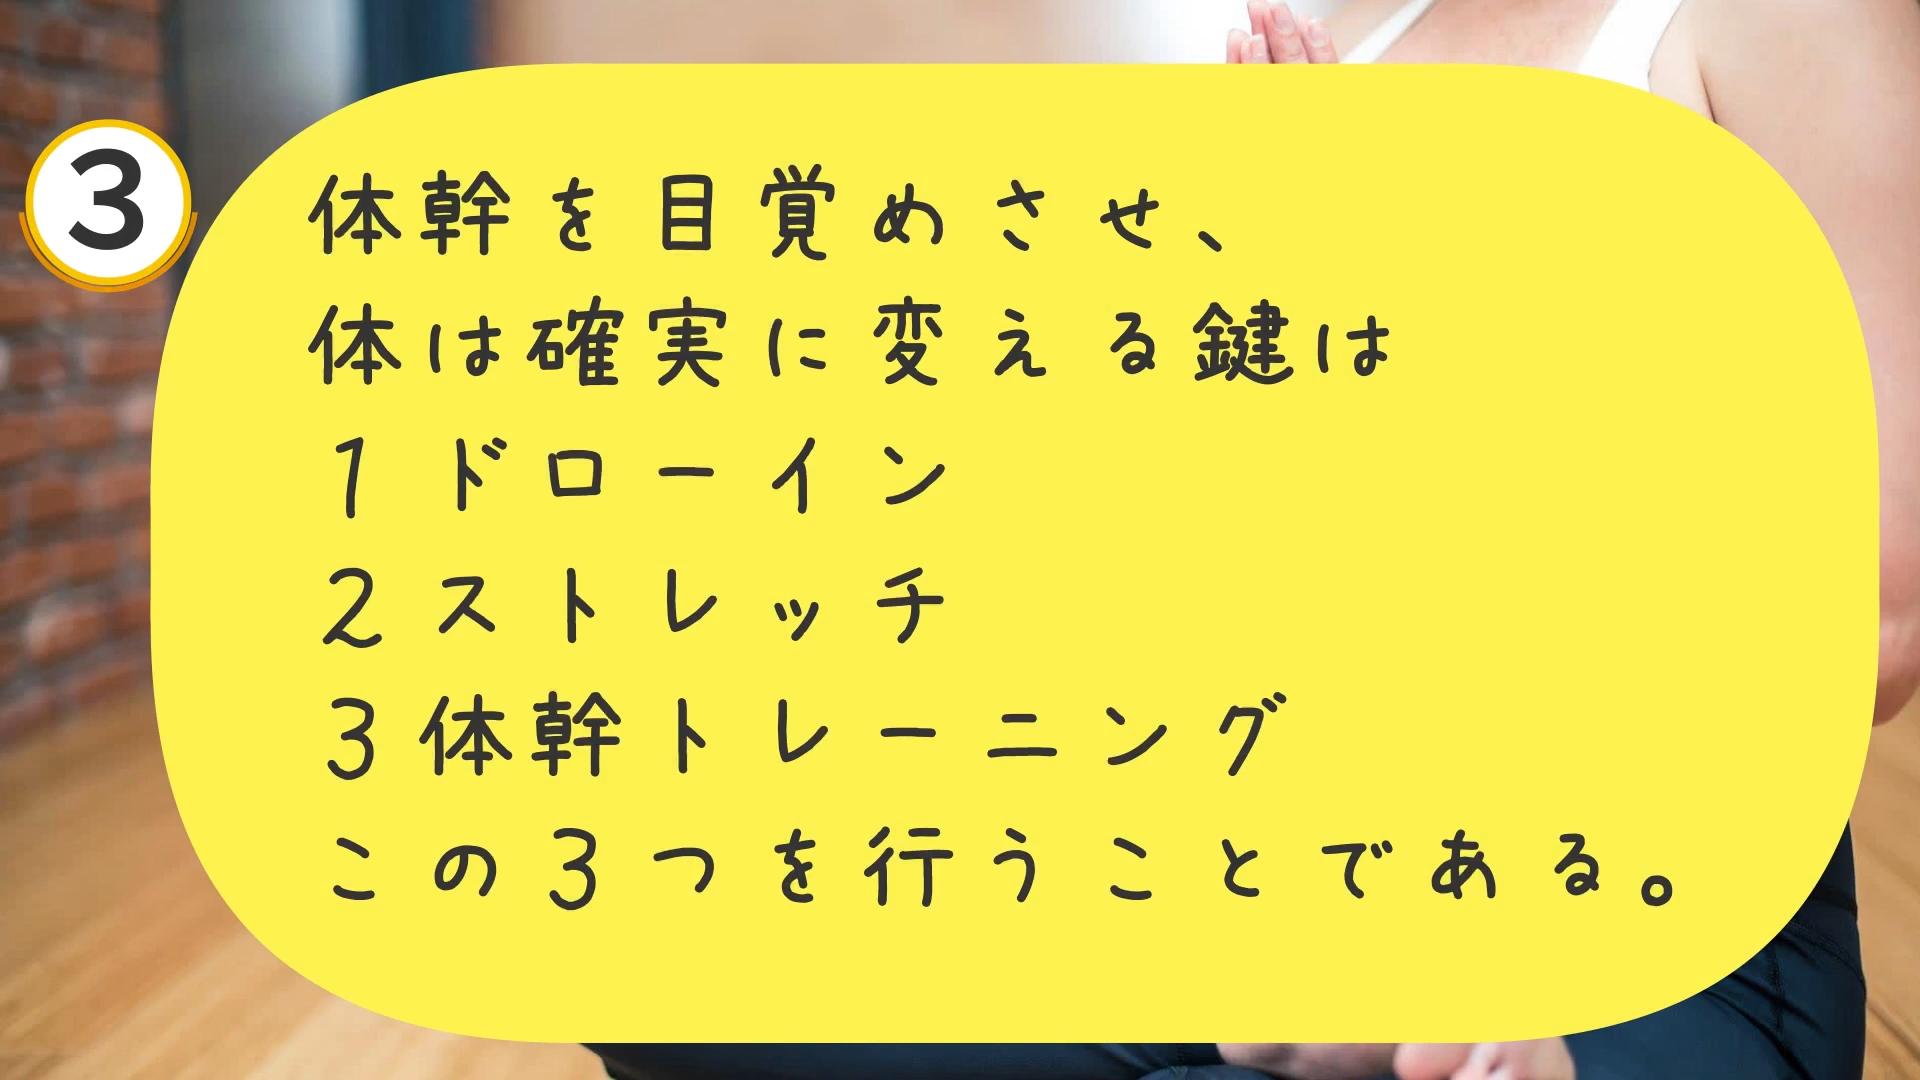 3
体幹を目覚めさせ、
体は確実に変える鍵は
1 ドローイン
2 ストレッチ
3 体幹トレーニング
この3つを行うことである。